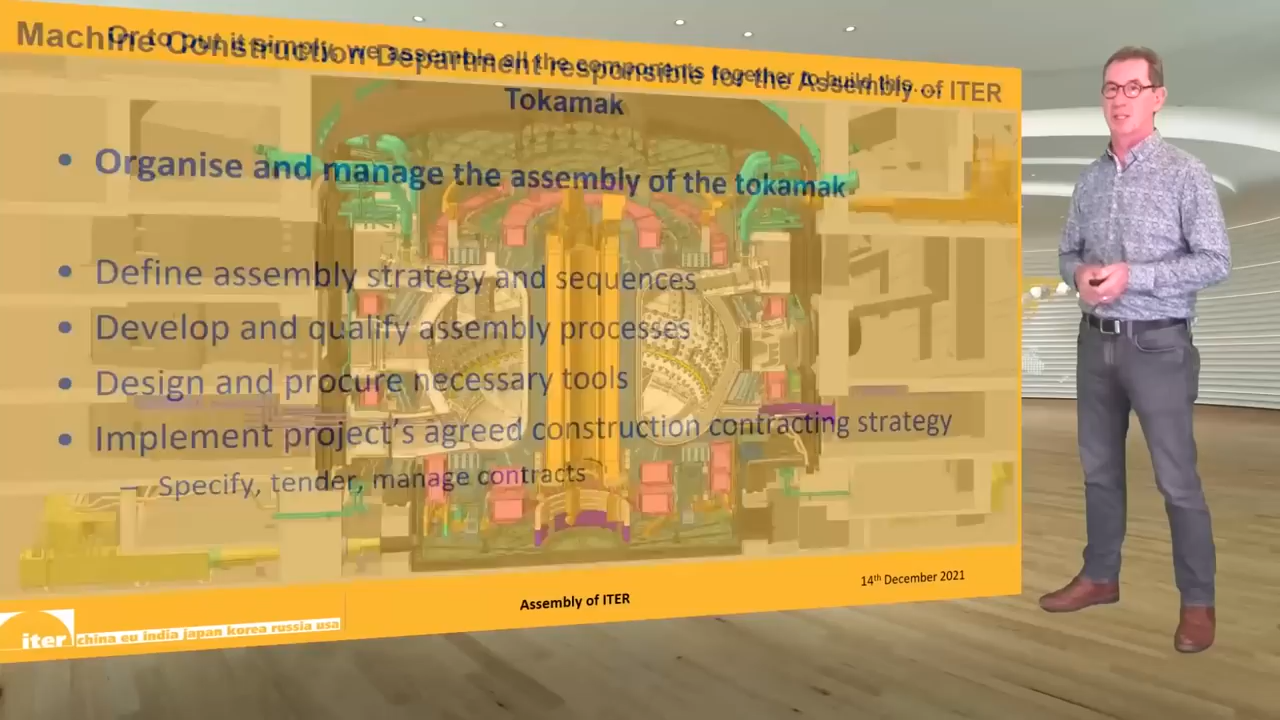 Machine Construction Department responsible for the Assembly of ITER
Or to put it simply, we assemble all the components together to build this...
Tokamak
• Organise and manage the assembly of the tokamak
• Define assembly strategy and sequences
• Develop and qualify assembly processes
• Design and procure necessary tools
• Implement project's agreed construction contracting strategy
– Specify, tender, manage contracts
14th December 2021
Assembly of ITER
iter china eu india japan korea russia usa